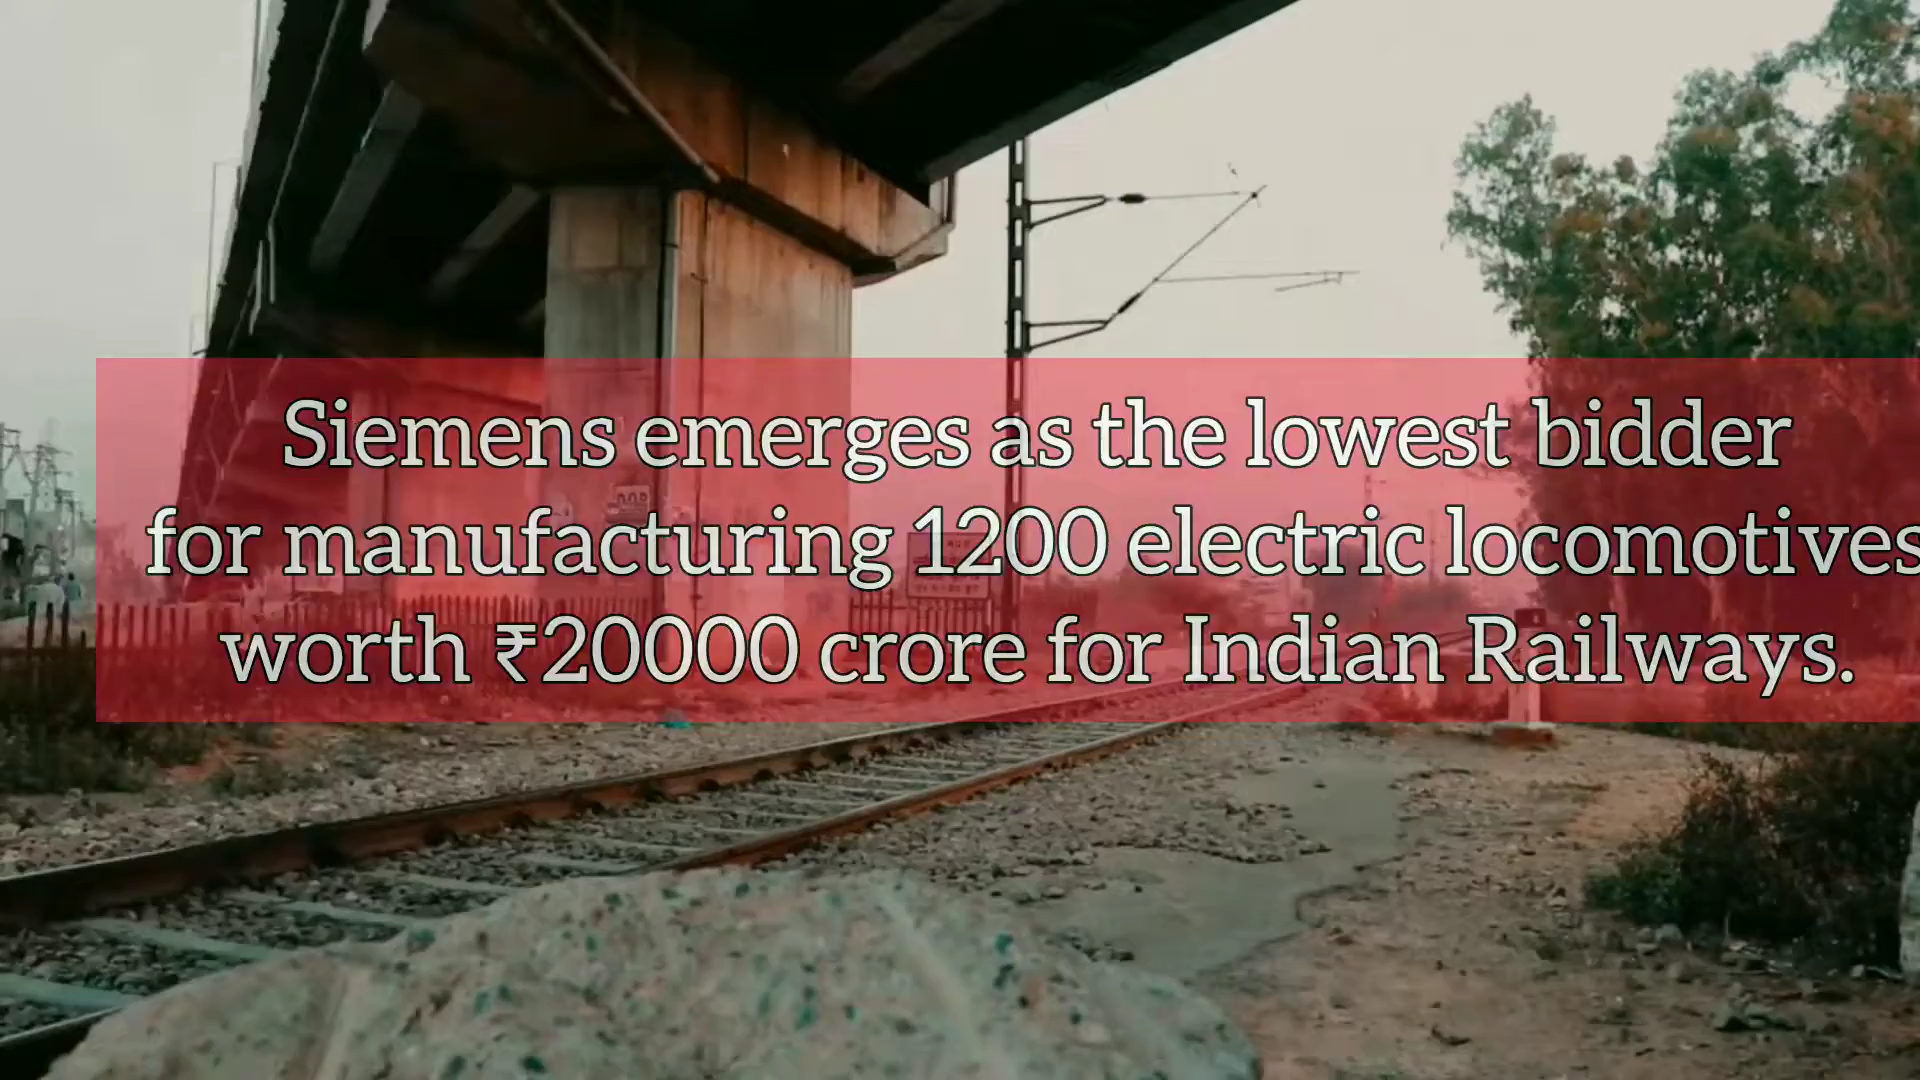 Siemens emerges as the lowest bidder
for manufacturing 1200 electric locomotives
worth ₹20000 crore for Indian Railways.